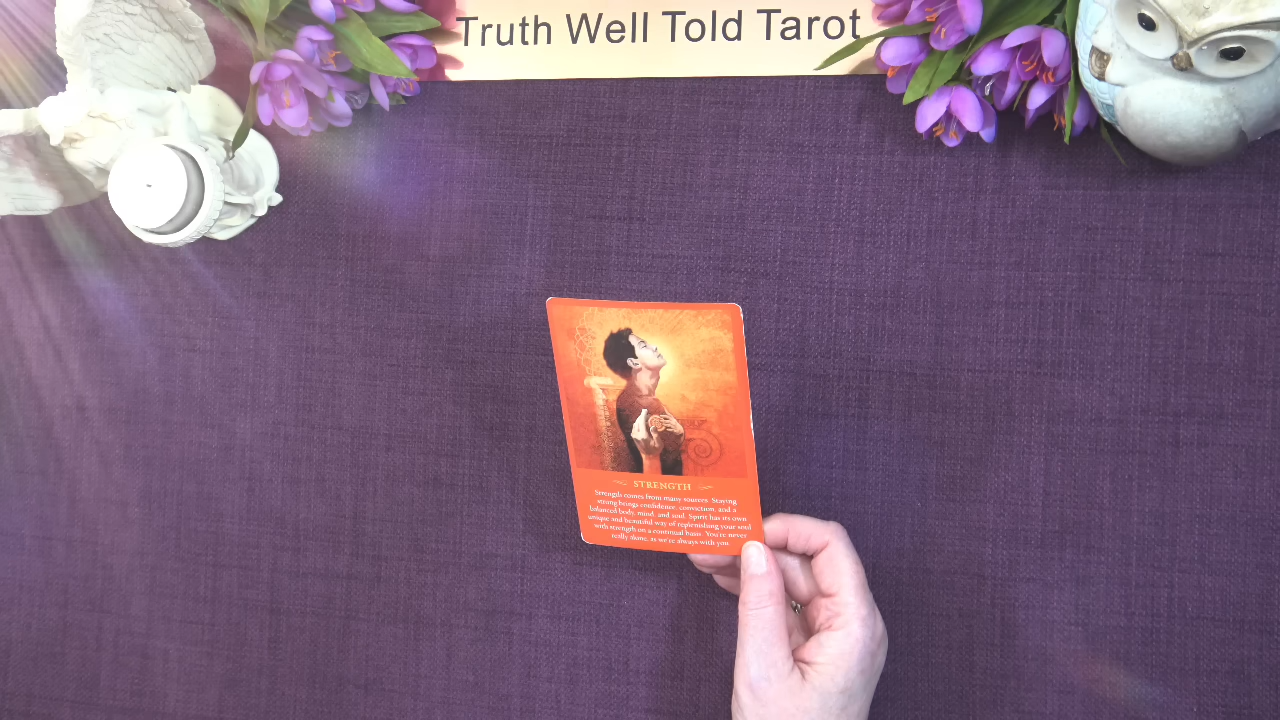 Truth Well Told Tarot
STRENGTH
Strength comes from many sources. Staying
strong brings confidence, conviction, and a
balanced body, mind, and soul. Spirit has its own
unique and beautiful way of replenishing your soul
with strength on a continual basis. You're never
really alone, as we're always with you.